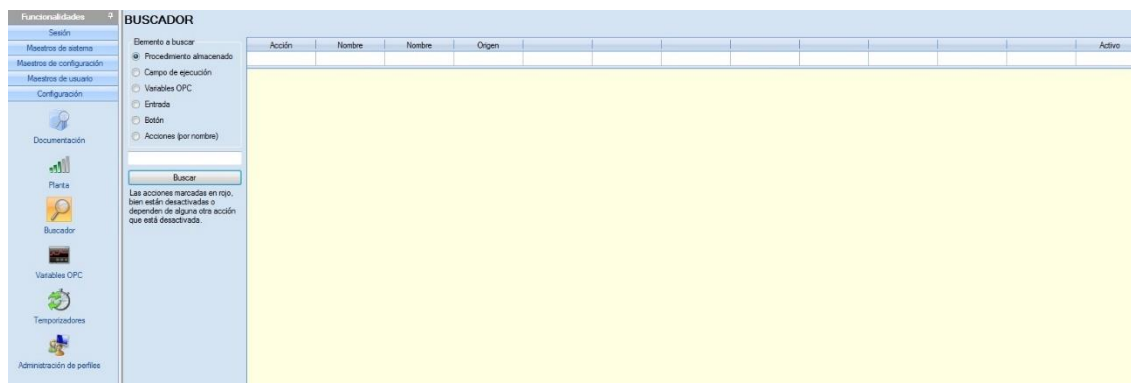 Funcionalidades
Sesión
Maestros de sistema
Maestros de configuración
Maestros de usuario
Configuración
Documentación
Planta
Buscador
Variables OPC
Temporizadores
Administración de perfiles
BUSCADOR
Elemento a buscar
Procedimiento almacenado
Campo de ejecución
Variables OPC
Entrada
Botón
Acciones (por nombre)
Buscar
Las acciones marcadas en rojo,
bien están desactivadas o
dependen de alguna otra acción
que está desactivada.
Acción Nombre Nombre Origen Activo